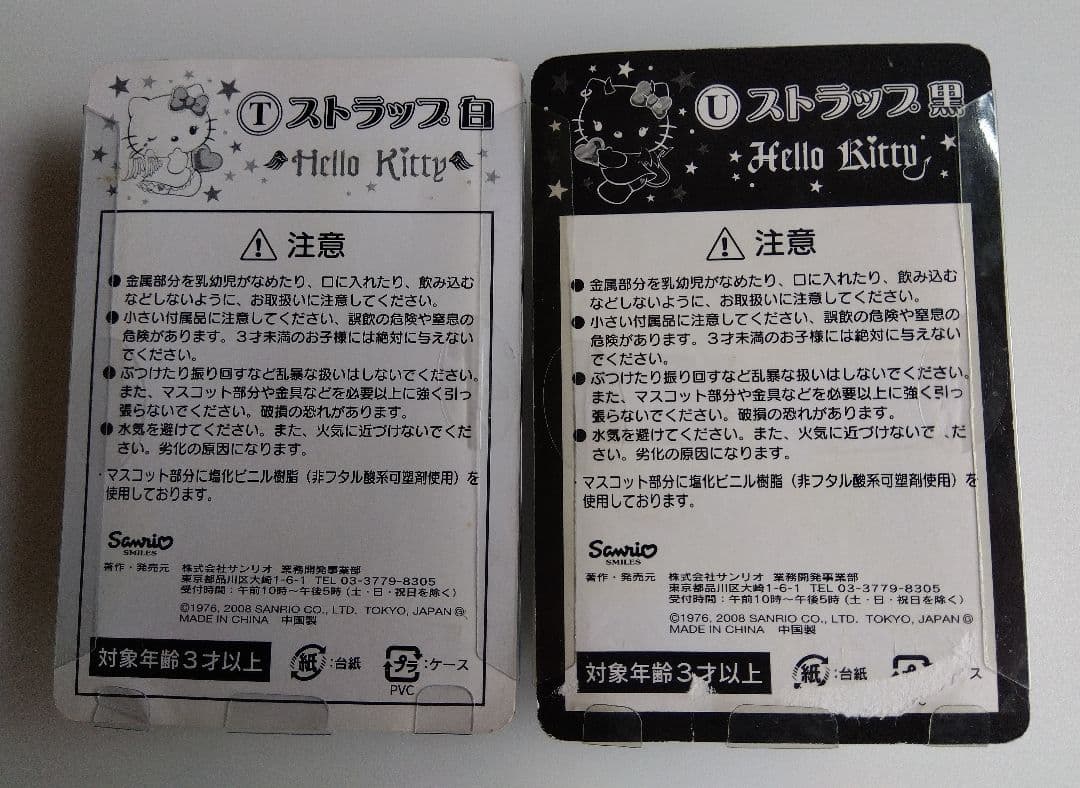 Ⓣストラップ 白
Hello Kitty
注意
● 金属部分を乳幼児がなめたり、口に入れたり、飲み込む
などしないように、お取扱いに注意してください。
● 小さい付属品に注意してください、誤飲の危険や窒息の
危険があります。3才未満のお子様には絶対に与えない
でください。
● ぶつけたり振り回すなど乱暴な扱いはしないでください。
また、マスコット部分や金具などを必要以上に強く引っ
張らないでください。破損の恐れがあります。
● 水気を避けてください。また、火気に近づけないでくだ
さい。劣化の原因になります。
・マスコット部分に塩化ビニル樹脂（非フタル酸系可塑剤使用）を
使用しております。
Sanrio
SMILES
著作・発売元 株式会社サンリオ 業務開発事業部
東京都品川区大崎1-6-1 TEL 03-3779-8305
受付時間：午前10時～午後5時（土・日・祝日を除く）
©1976, 2008 SANRIO CO., LTD. TOKYO, JAPAN Ⓖ
MADE IN CHINA 中国製
対象年齢3才以上
紙：台紙
プラ：ケース
PVC
Ⓤストラップ 黒
Hello Kitty
注意
● 金属部分を乳幼児がなめたり、口に入れたり、飲み込む
などしないように、お取扱いに注意してください。
● 小さい付属品に注意してください、誤飲の危険や窒息の
危険があります。3才未満のお子様には絶対に与えない
でください。
● ぶつけたり振り回すなど乱暴な扱いはしないでください。
また、マスコット部分や金具などを必要以上に強く引っ
張らないでください。破損の恐れがあります。
● 水気を避けてください。また、火気に近づけないで、だ
さい。劣化の原因になります。
・マスコット部分に塩化ビニル樹脂（非フタル酸系可塑剤使用）を
使用しております。
Sanrio
SMILES
著作・発売元 株式会社サンリオ 業務開発事業部
東京都品川区大崎1-6-1 TEL 03-3779-8305
受付時間：午前10時～午後5時（土・日・祝日を除く）
©1976, 2008 SANRIO CO., LTD. TOKYO, JAPAN Ⓖ
MADE IN CHINA 中国製
対象年齢3才以上
紙：台紙
ス